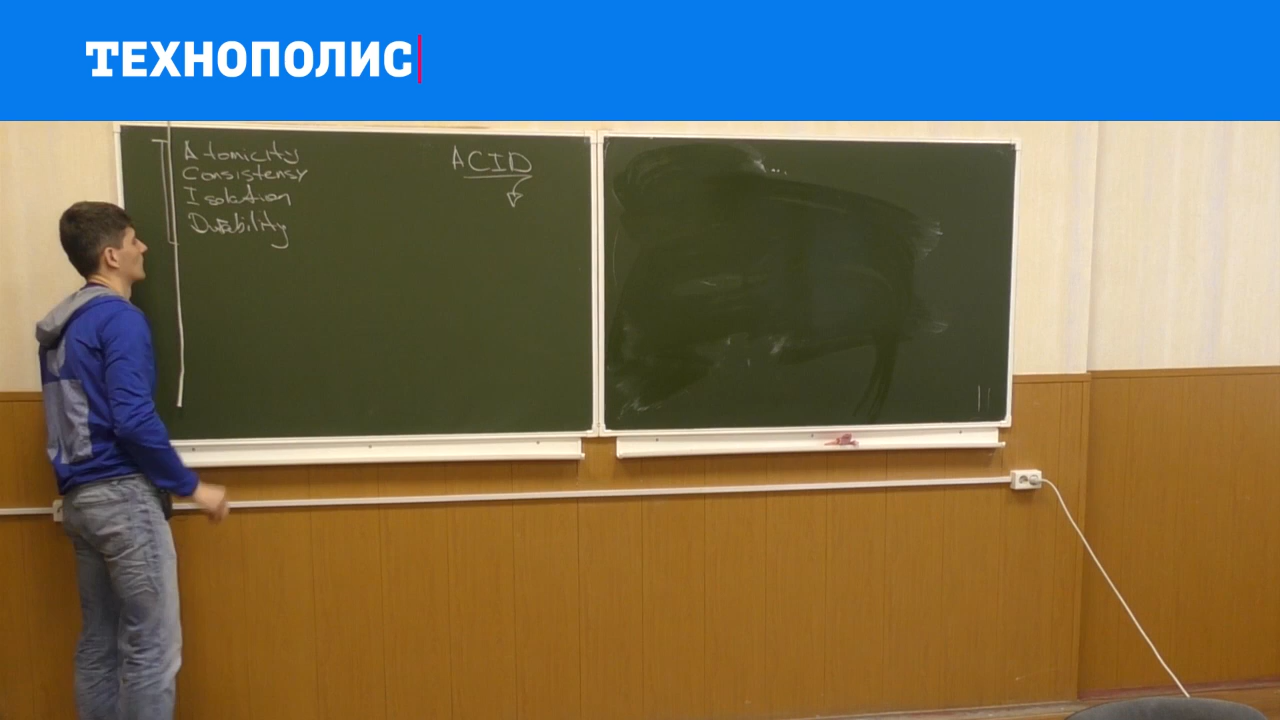 ТЕХНОПОЛИС
Atomicity
Consistensy
Isolation
Durability
ACID